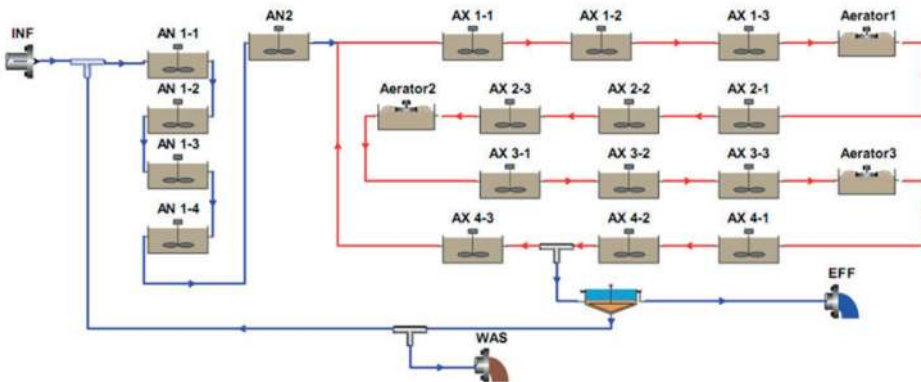 INF
AN 1-1
AN 1-2
AN 1-3
AN 1-4
AN2
AX 1-1
AX 1-2
AX 1-3
Aerator1
Aerator2
AX 2-3
AX 2-2
AX 2-1
AX 3-1
AX 3-2
AX 3-3
Aerator3
AX 4-3
AX 4-2
AX 4-1
EFF
WAS